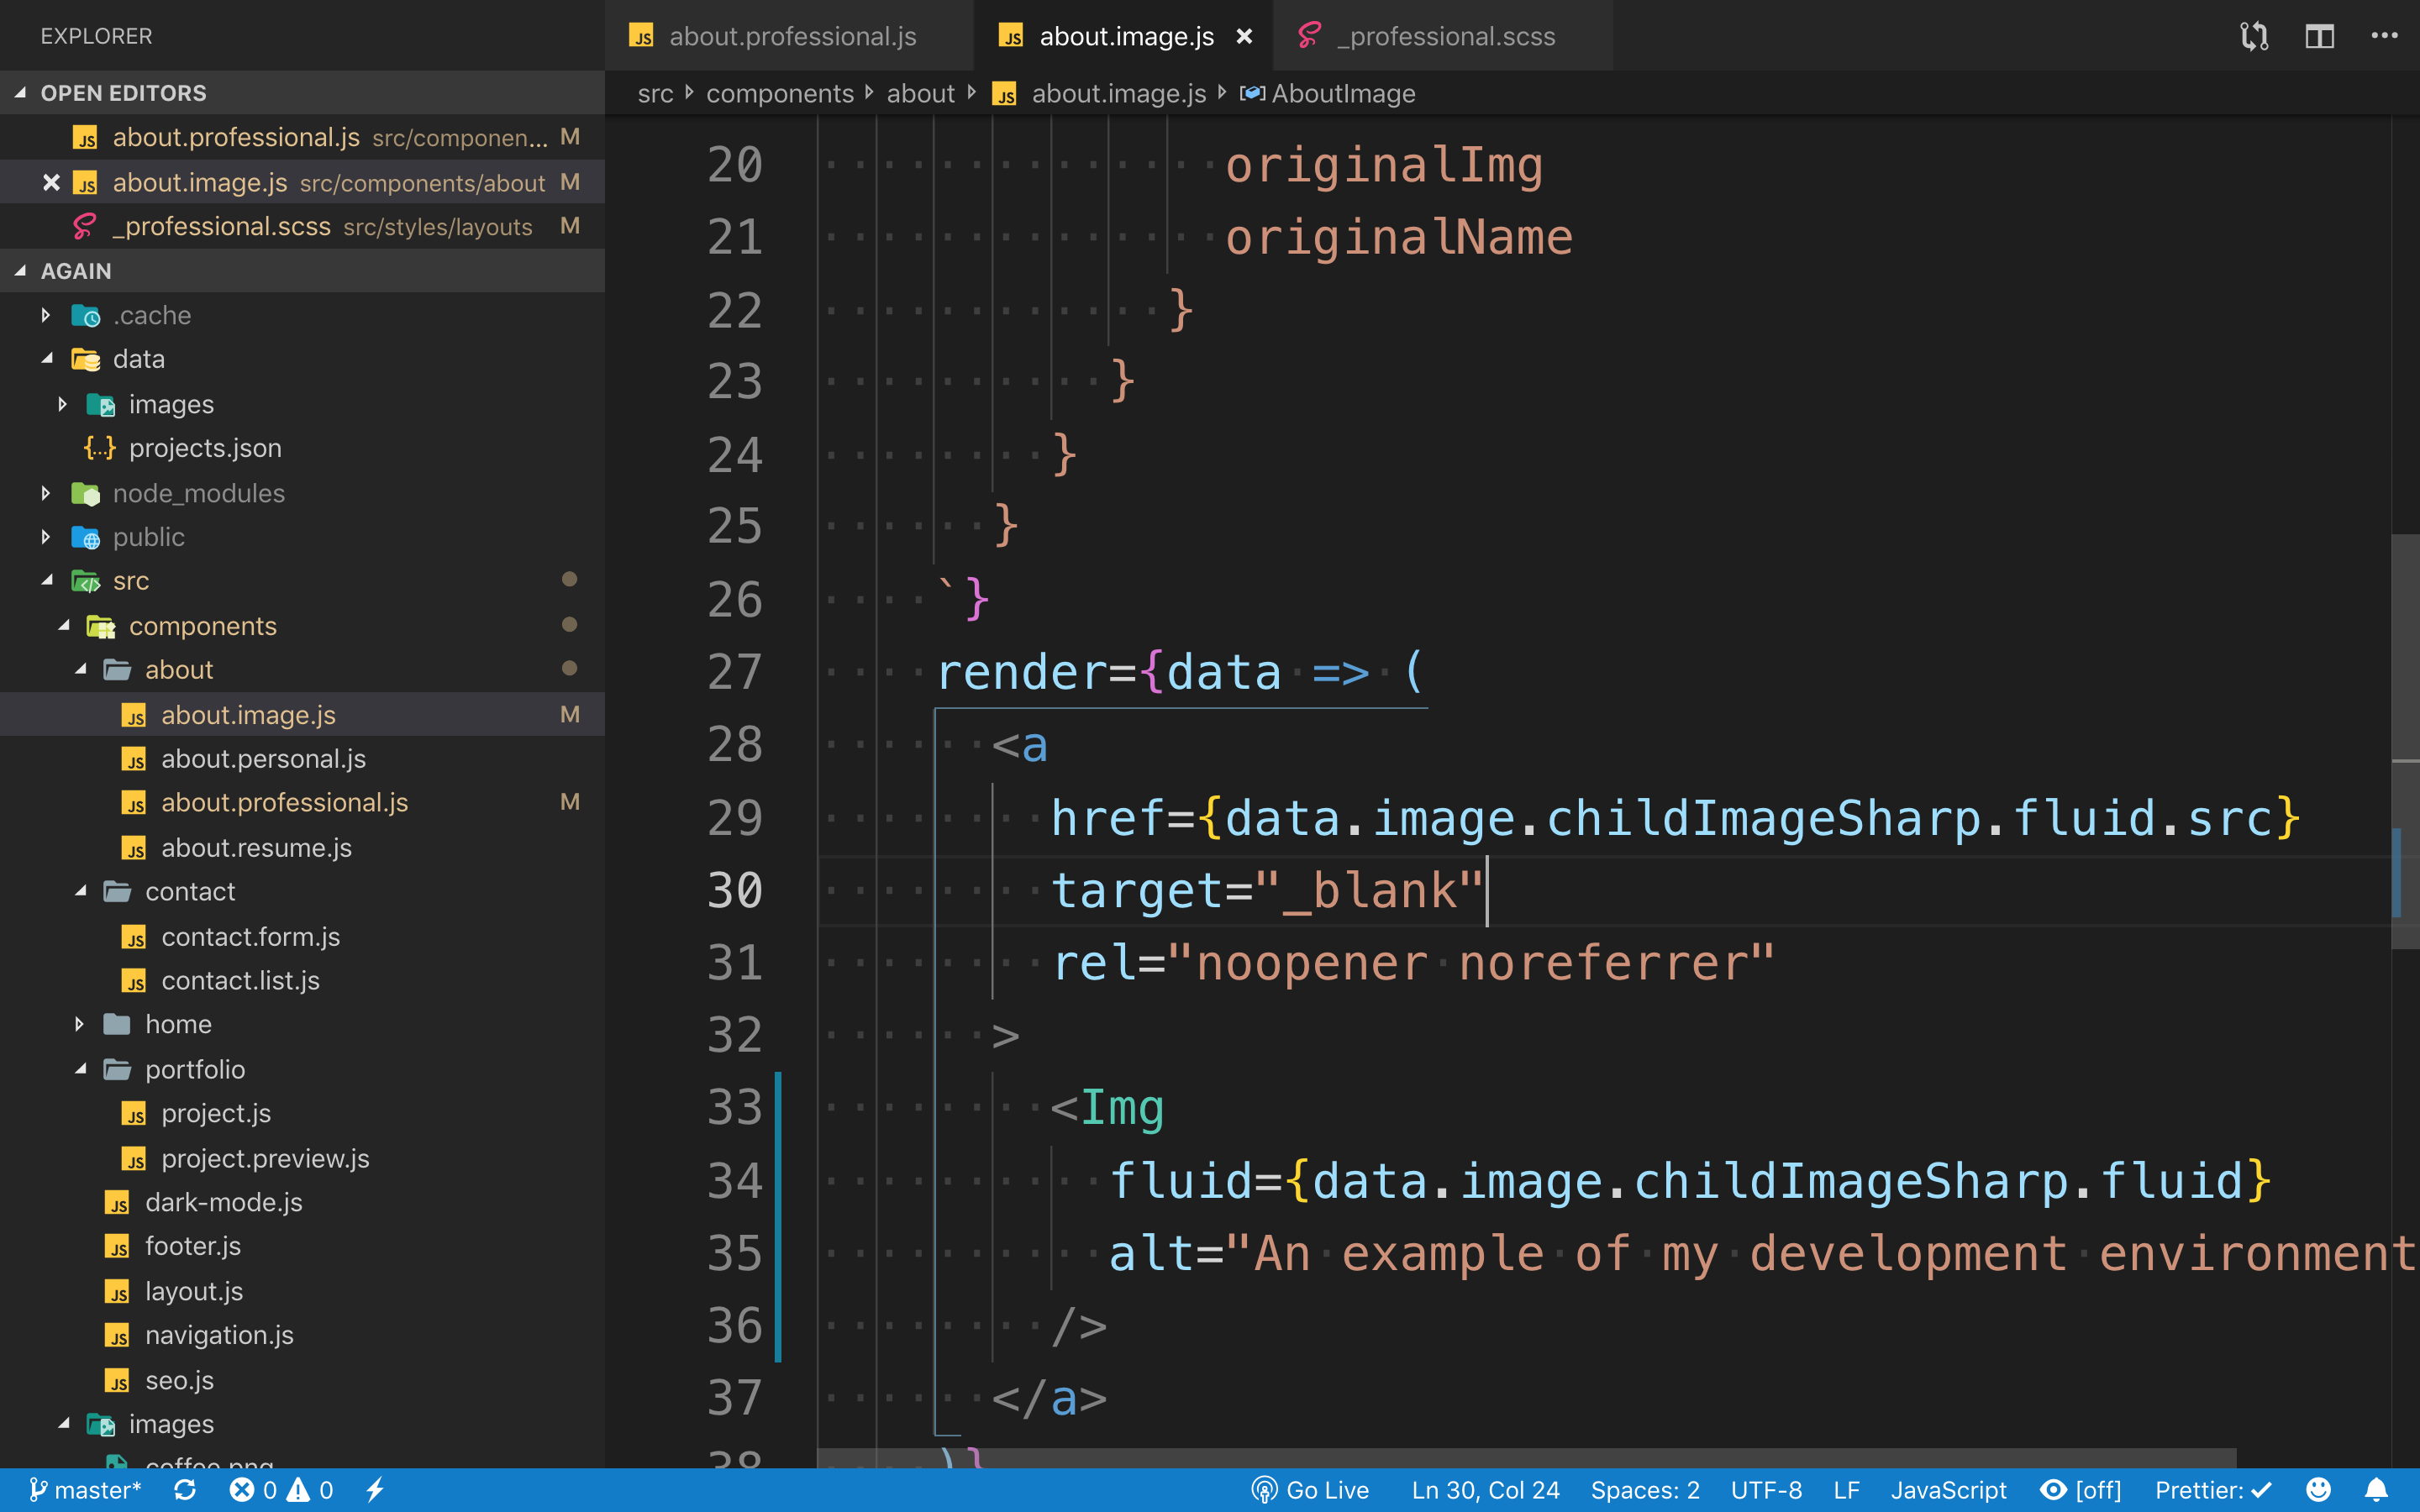 EXPLORER
OPEN EDITORS
about.professional.js src/componen... M
about.image.js src/components/about M
_professional.scss src/styles/layouts M
AGAIN
.cache
data
images
projects.json
node_modules
public
src
components
about
about.image.js M
about.personal.js
about.professional.js M
about.resume.js
contact
contact.form.js
contact.list.js
home
portfolio
project.js
project.preview.js
dark-mode.js
footer.js
layout.js
navigation.js
seo.js
images
coffee.png
about.professional.js about.image.js _professional.scss
src components about about.image.js AboutImage
20 originalImg
21 originalName
22 }
23 }
24 }
25 }
26 `}
27 render={data => (
28 <a
29 href={data.image.childImageSharp.fluid.src}
30 target="_blank"
31 rel="noopener noreferrer"
32 >
33 <Img
34 fluid={data.image.childImageSharp.fluid}
35 alt="An example of my development environment
36 />
37 </a>
38 )}
master* 0 0 Go Live Ln 30, Col 24 Spaces: 2 UTF-8 LF JavaScript [off] Prettier: